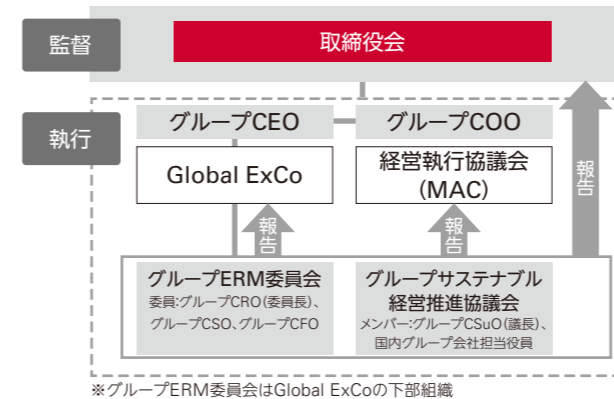 監督
取締役会
執行
グループCEO
グループCOO
Global ExCo
経営執行協議会
(MAC)
報告
報告
報告
グループERM委員会
委員:グループCRO(委員長)、
グループCSO、グループCFO
グループサステナブル
経営推進協議会
メンバー:グループCSuO(議長)、
国内グループ会社担当役員
※グループERM委員会はGlobal ExCoの下部組織